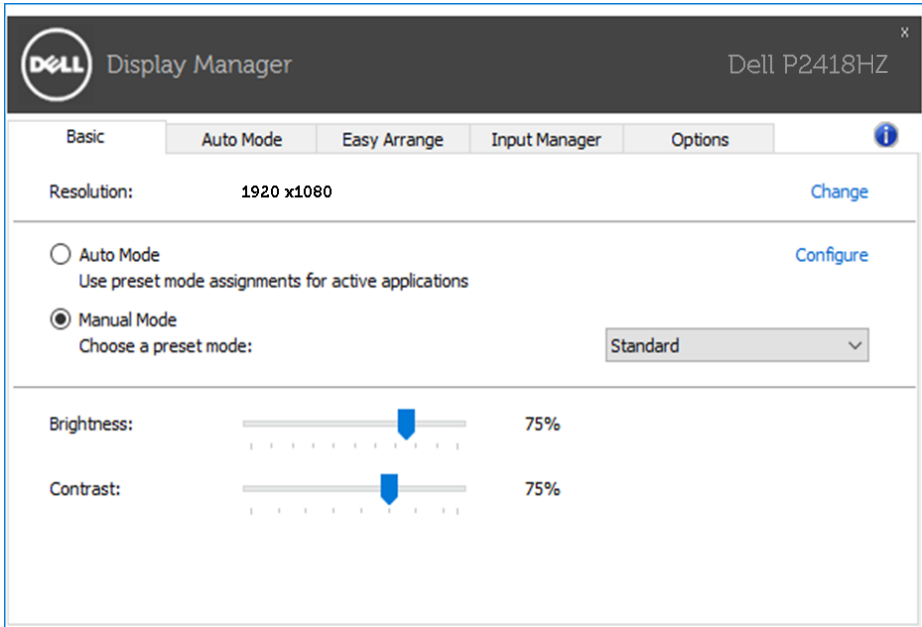 DELL Display Manager Dell P2418HZ x
Basic Auto Mode Easy Arrange Input Manager Options i
Resolution: 1920 x1080 Change
Auto Mode Configure
Use preset mode assignments for active applications
Manual Mode
Choose a preset mode: Standard
Brightness: 75%
Contrast: 75%